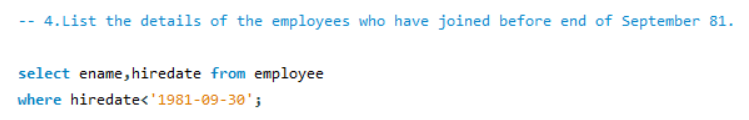 -- 4.List the details of the employees who have joined before end of September 81.
select ename,hiredate from employee
where hiredate<'1981-09-30';